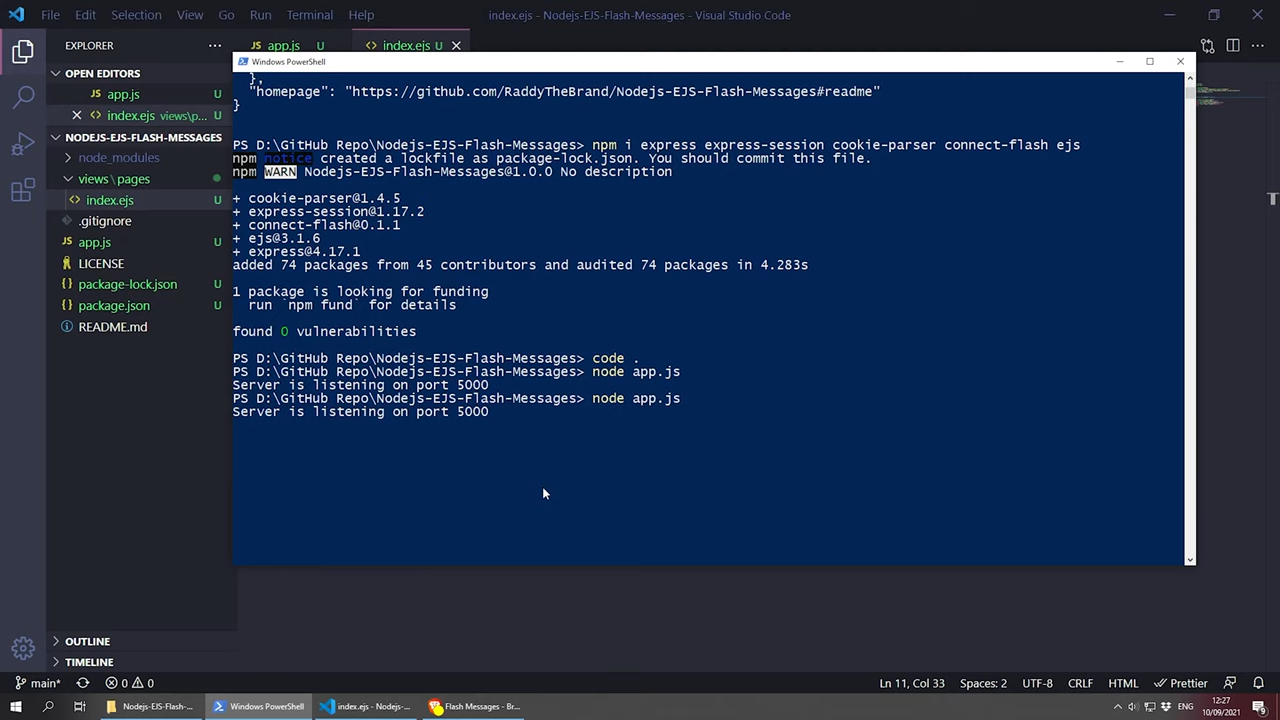 File Edit Selection View Go Run Terminal Help
index.ejs - Nodejs-EJS-Flash-Messages - Visual Studio Code
EXPLORER
app.js U
index.ejs U
OPEN EDITORS
app.js
index.ejs views\p... U
NODEJS-EJS-FLASH-MESSAGES
node_modules
views\pages
index.ejs U
.gitignore
app.js U
LICENSE
package-lock.json U
package.json U
README.md
OUTLINE
TIMELINE
Windows PowerShell
},
"homepage": "https://github.com/RaddyTheBrand/Nodejs-EJS-Flash-Messages#readme"
}
PS D:\GitHub Repo\Nodejs-EJS-Flash-Messages> npm i express express-session cookie-parser connect-flash ejs
npm notice created a lockfile as package-lock.json. You should commit this file.
npm WARN Nodejs-EJS-Flash-Messages@1.0.0 No description
+ cookie-parser@1.4.5
+ express-session@1.17.2
+ connect-flash@0.1.1
+ ejs@3.1.6
+ express@4.17.1
added 74 packages from 45 contributors and audited 74 packages in 4.283s
1 package is looking for funding
run `npm fund` for details
found 0 vulnerabilities
PS D:\GitHub Repo\Nodejs-EJS-Flash-Messages> code .
PS D:\GitHub Repo\Nodejs-EJS-Flash-Messages> node app.js
Server is listening on port 5000
PS D:\GitHub Repo\Nodejs-EJS-Flash-Messages> node app.js
Server is listening on port 5000
main* 0 0
Ln 11, Col 33 Spaces: 2 UTF-8 CRLF HTML Prettier
Nodejs-EJS-Flash-... Windows PowerShell index.ejs - Nodejs-... Flash Messages - Br...
ENG
12:27
10/09/2021